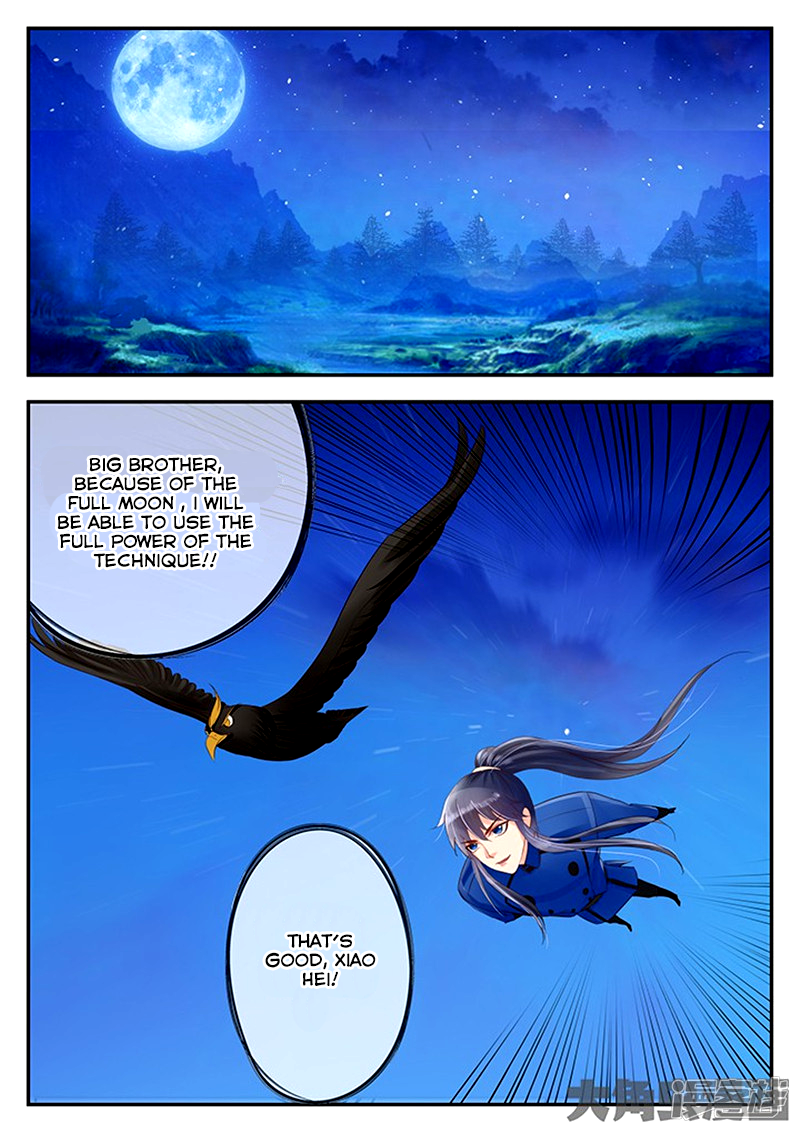 BIG BROTHER,
BECAUSE OF THE
FULL MOON , I WILL
BE ABLE TO USE THE
FULL POWER OF THE
TECHNIQUE!!
THAT'S
GOOD, XIAO
HEI!